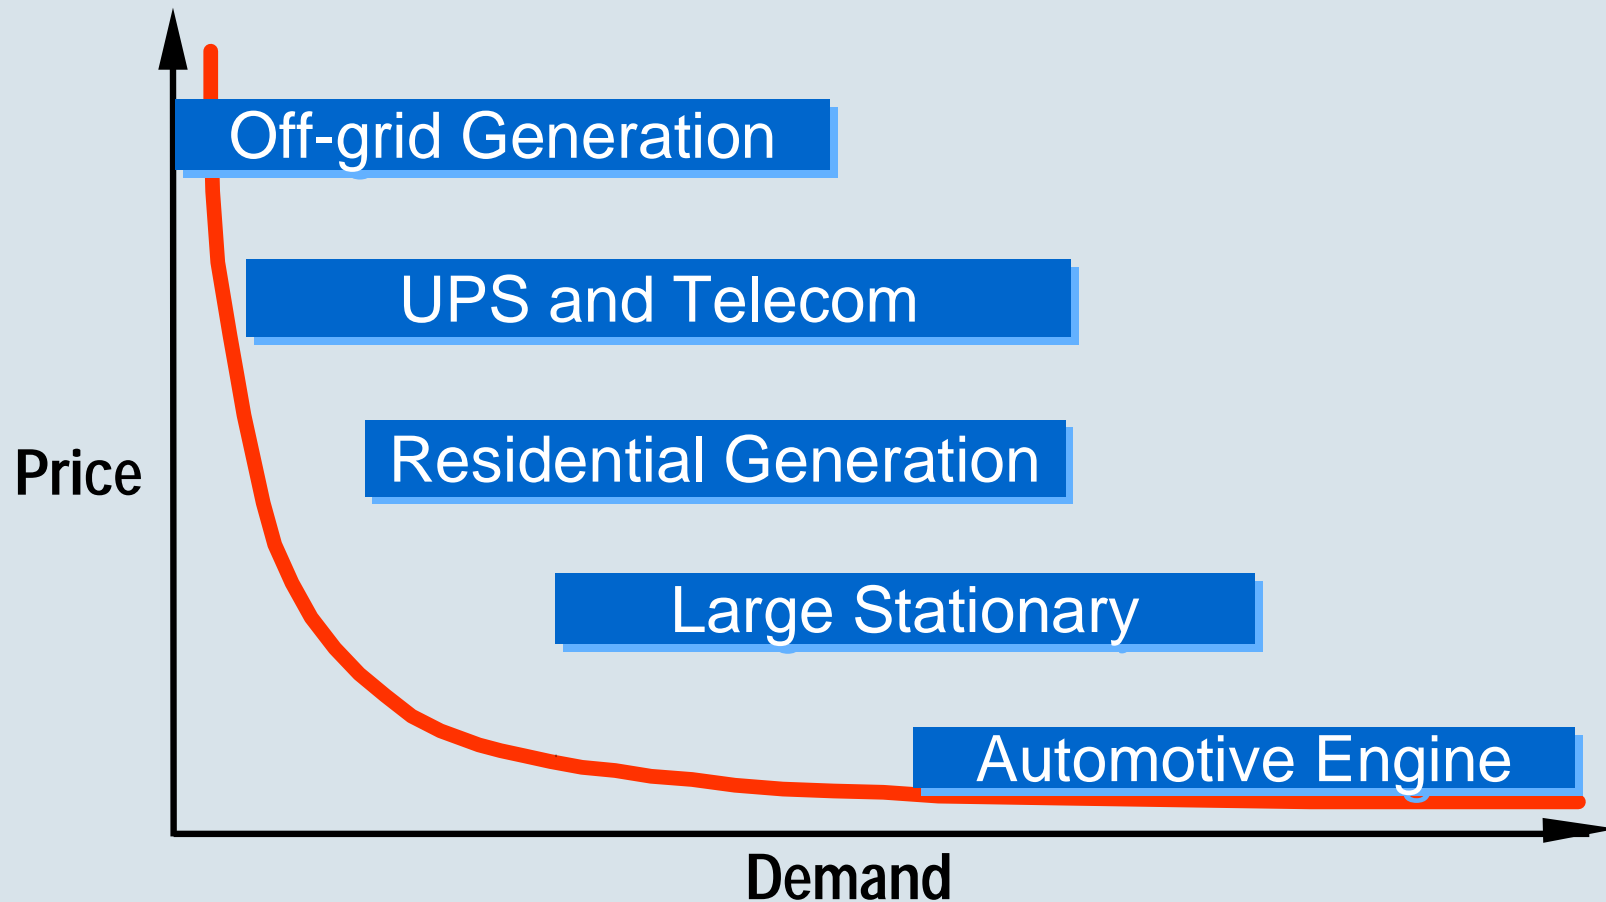 Off-grid Generation
UPS and Telecom
Residential Generation
Price
Large Stationary
Automotive Engine
Demand